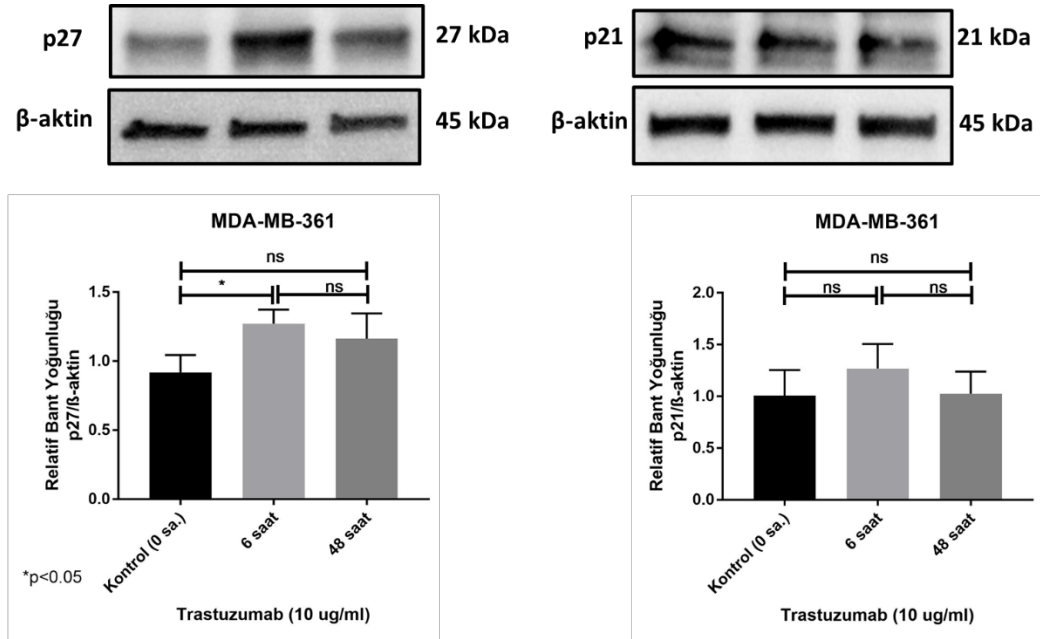 p27
27 kDa
β-aktin
45 kDa
MDA-MB-361
ns
*
ns
Relatif Bant Yoğunluğu
p27/ß-aktin
1.5
1.0
0.5
0.0
Kontrol (0 sa.)
6 saat
48 saat
*p<0.05
Trastuzumab (10 ug/ml)
p21
21 kDa
β-aktin
45 kDa
MDA-MB-361
ns
ns
ns
Relatif Bant Yoğunluğu
p21/ß-aktin
2.0
1.5
1.0
0.5
0.0
Kontrol (0 sa.)
6 saat
48 saat
Trastuzumab (10 ug/ml)